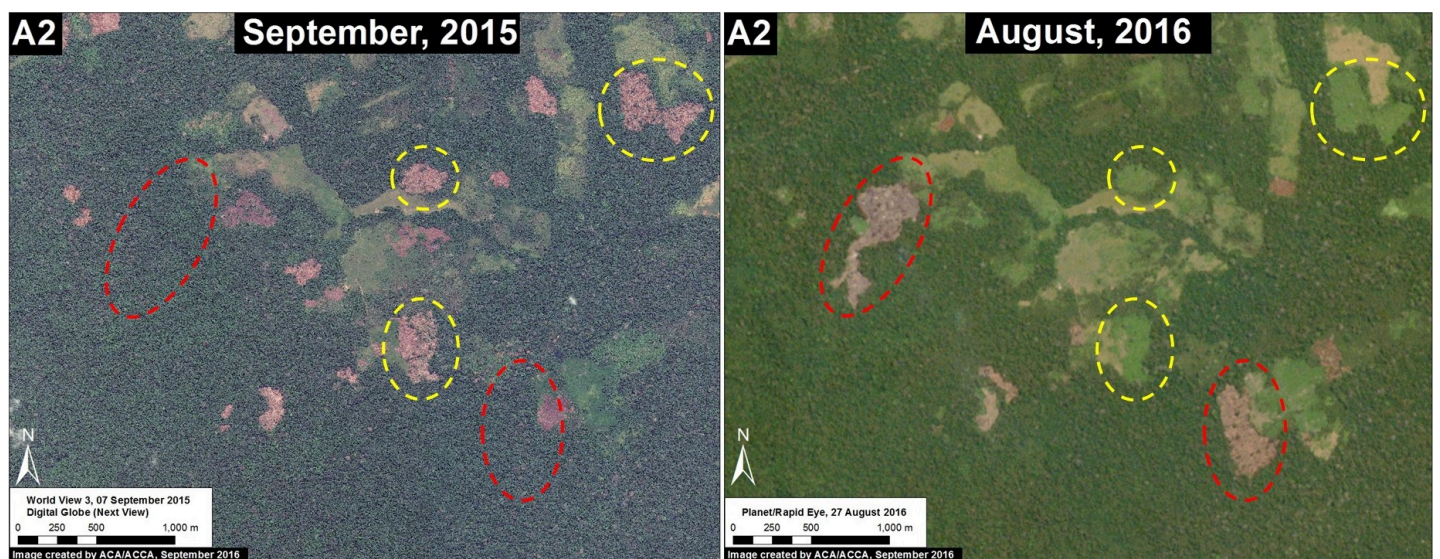 A2
September, 2015
N
World View 3, 07 September 2015
Digital Globe (Next View)
0 250 500 1,000 m
Image created by ACA/ACCA, September 2016
A2
August, 2016
N
Planet/Rapid Eye, 27 August 2016
0 250 500 1,000 m
Image created by ACA/ACCA, September 2016